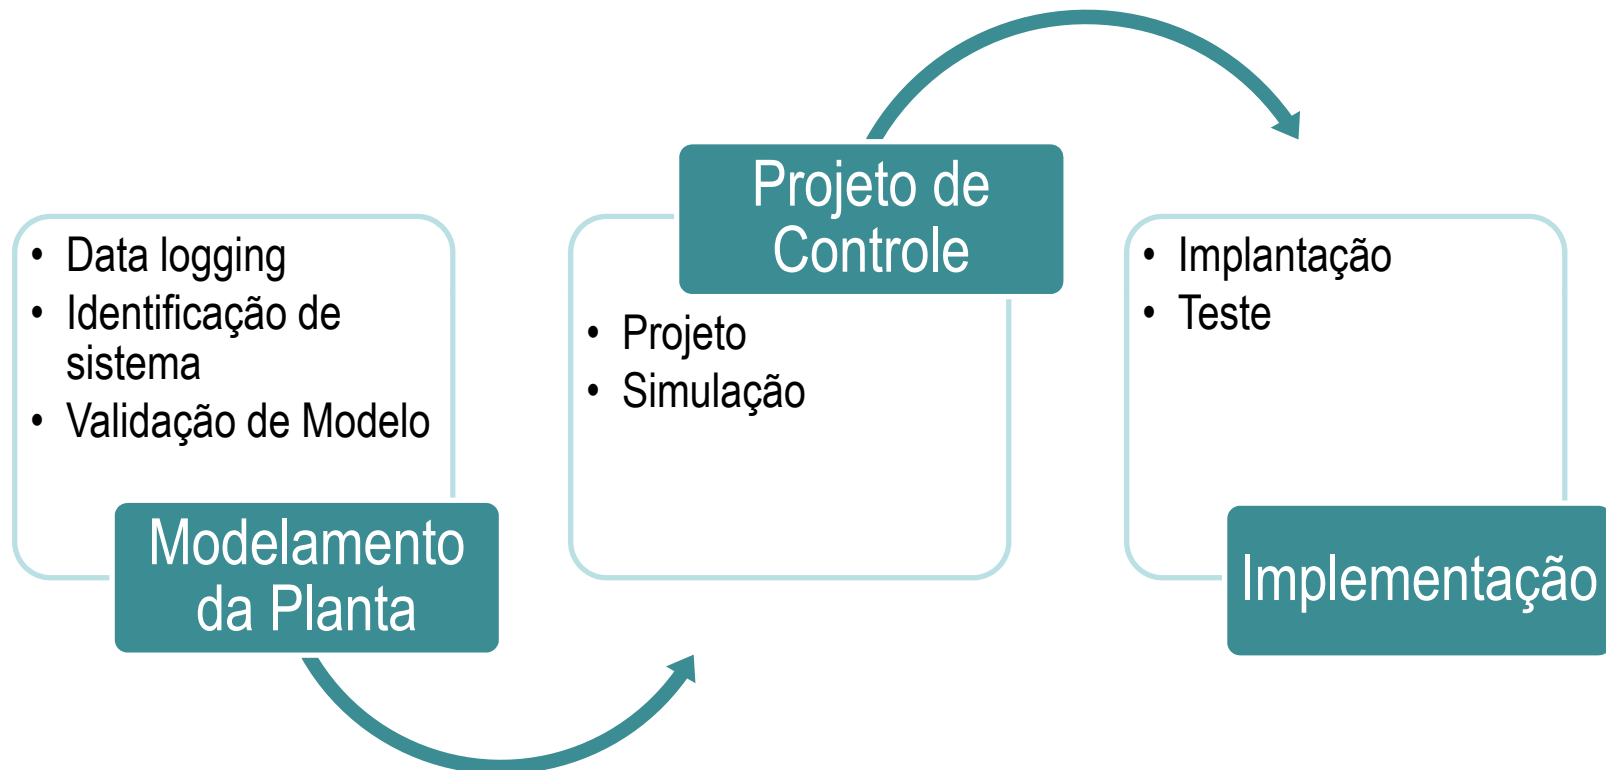 • Data logging
• Identificação de
sistema
• Validação de Modelo
Modelamento
da Planta
Projeto de
Controle
• Projeto
• Simulação
• Implantação
• Teste
Implementação